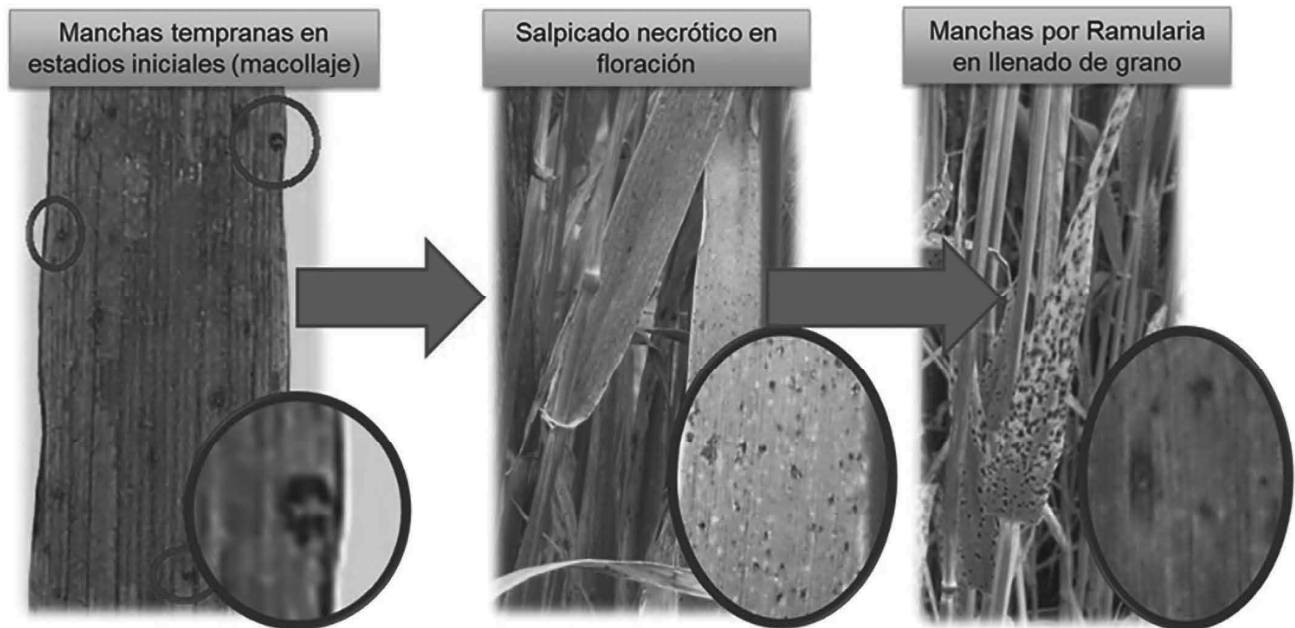 Manchas tempranas en
estadios iniciales (macollaje)
Salpicado necrótico en
floración
Manchas por Ramularia
en llenado de grano